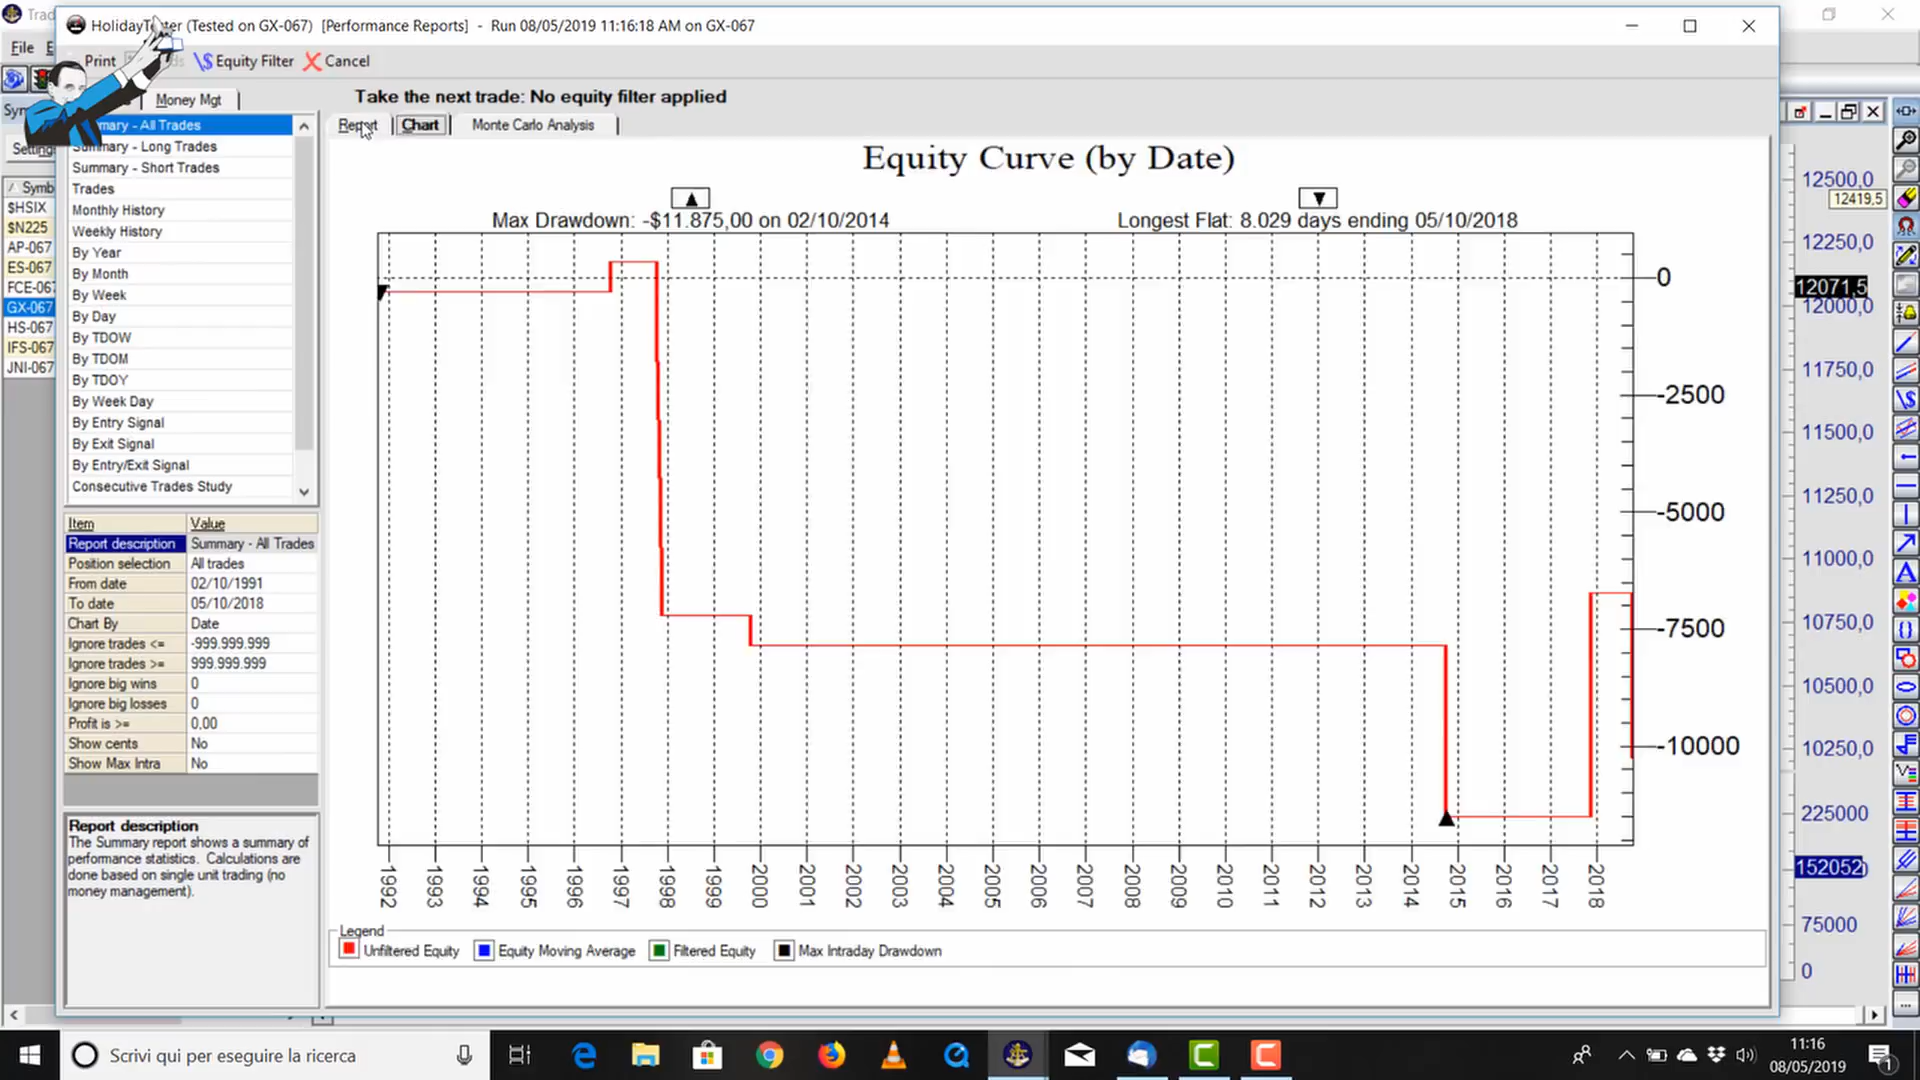 Trad
HolidayTester (Tested on GX-067) [Performance Reports] - Run 08/05/2019 11:16:18 AM on GX-067
File
Print
Equity Filter
Cancel
Money Mgt
Take the next trade: No equity filter applied
Report
Chart
Monte Carlo Analysis
Summary - All Trades
Summary - Long Trades
Summary - Short Trades
Trades
Monthly History
Weekly History
By Year
By Month
By Week
By Day
By TDOW
By TDOM
By TDOY
By Week Day
By Entry Signal
By Exit Signal
By Entry/Exit Signal
Consecutive Trades Study
Setting
Symb
$HSIX
$N225
AP-067
ES-067
FCE-067
GX-067
HS-067
IFS-067
JNI-067
Item Value
Report description Summary - All Trades
Position selection All trades
From date 02/10/1991
To date 05/10/2018
Chart By Date
Ignore trades <= -999.999.999
Ignore trades >= 999.999.999
Ignore big wins 0
Ignore big losses 0
Profit is >= 0,00
Show cents No
Show Max Intra No
Report description
The Summary report shows a summary of
performance statistics. Calculations are
done based on single unit trading (no
money management).
Equity Curve (by Date)
Max Drawdown: -$11.875,00 on 02/10/2014
Longest Flat: 8.029 days ending 05/10/2018
0
-2500
-5000
-7500
-10000
1992 1993 1994 1995 1996 1997 1998 1999 2000 2001 2002 2003 2004 2005 2006 2007 2008 2009 2010 2011 2012 2013 2014 2015 2016 2017 2018
Legend
Unfiltered Equity
Equity Moving Average
Filtered Equity
Max Intraday Drawdown
12500,0
12419,5
12250,0
12071,5
12000,0
11750,0
11500,0
11250,0
11000,0
10750,0
10500,0
10250,0
225000
152052
75000
0
Scrivi qui per eseguire la ricerca
11:16
08/05/2019
1